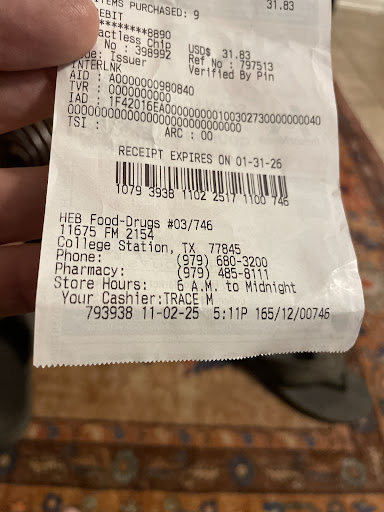 ITEMS PURCHASED: 9 31.83
EBIT
********8890
actless Chip USD$ 31.83
No : 398992 Ref No : 797513
de: Issuer Verified By Pin
INTERLNK
AID : A0000000980840
TVR : 0000000000
IAD : 1F42016EA0000000010030273000000040
00000000000000000000000000000
TSI : ARC : 00
RECEIPT EXPIRES ON 01-31-26
1079 3938 1102 2517 1100 746
HEB Food-Drugs #03/746
11675 FM 2154
College Station, TX 77845
Phone: (979) 680-3200
Pharmacy: (979) 485-8111
Store Hours: 6 A.M. to Midnight
Your Cashier:TRACE M
793938 11-02-25 5:11P 165/12/00746